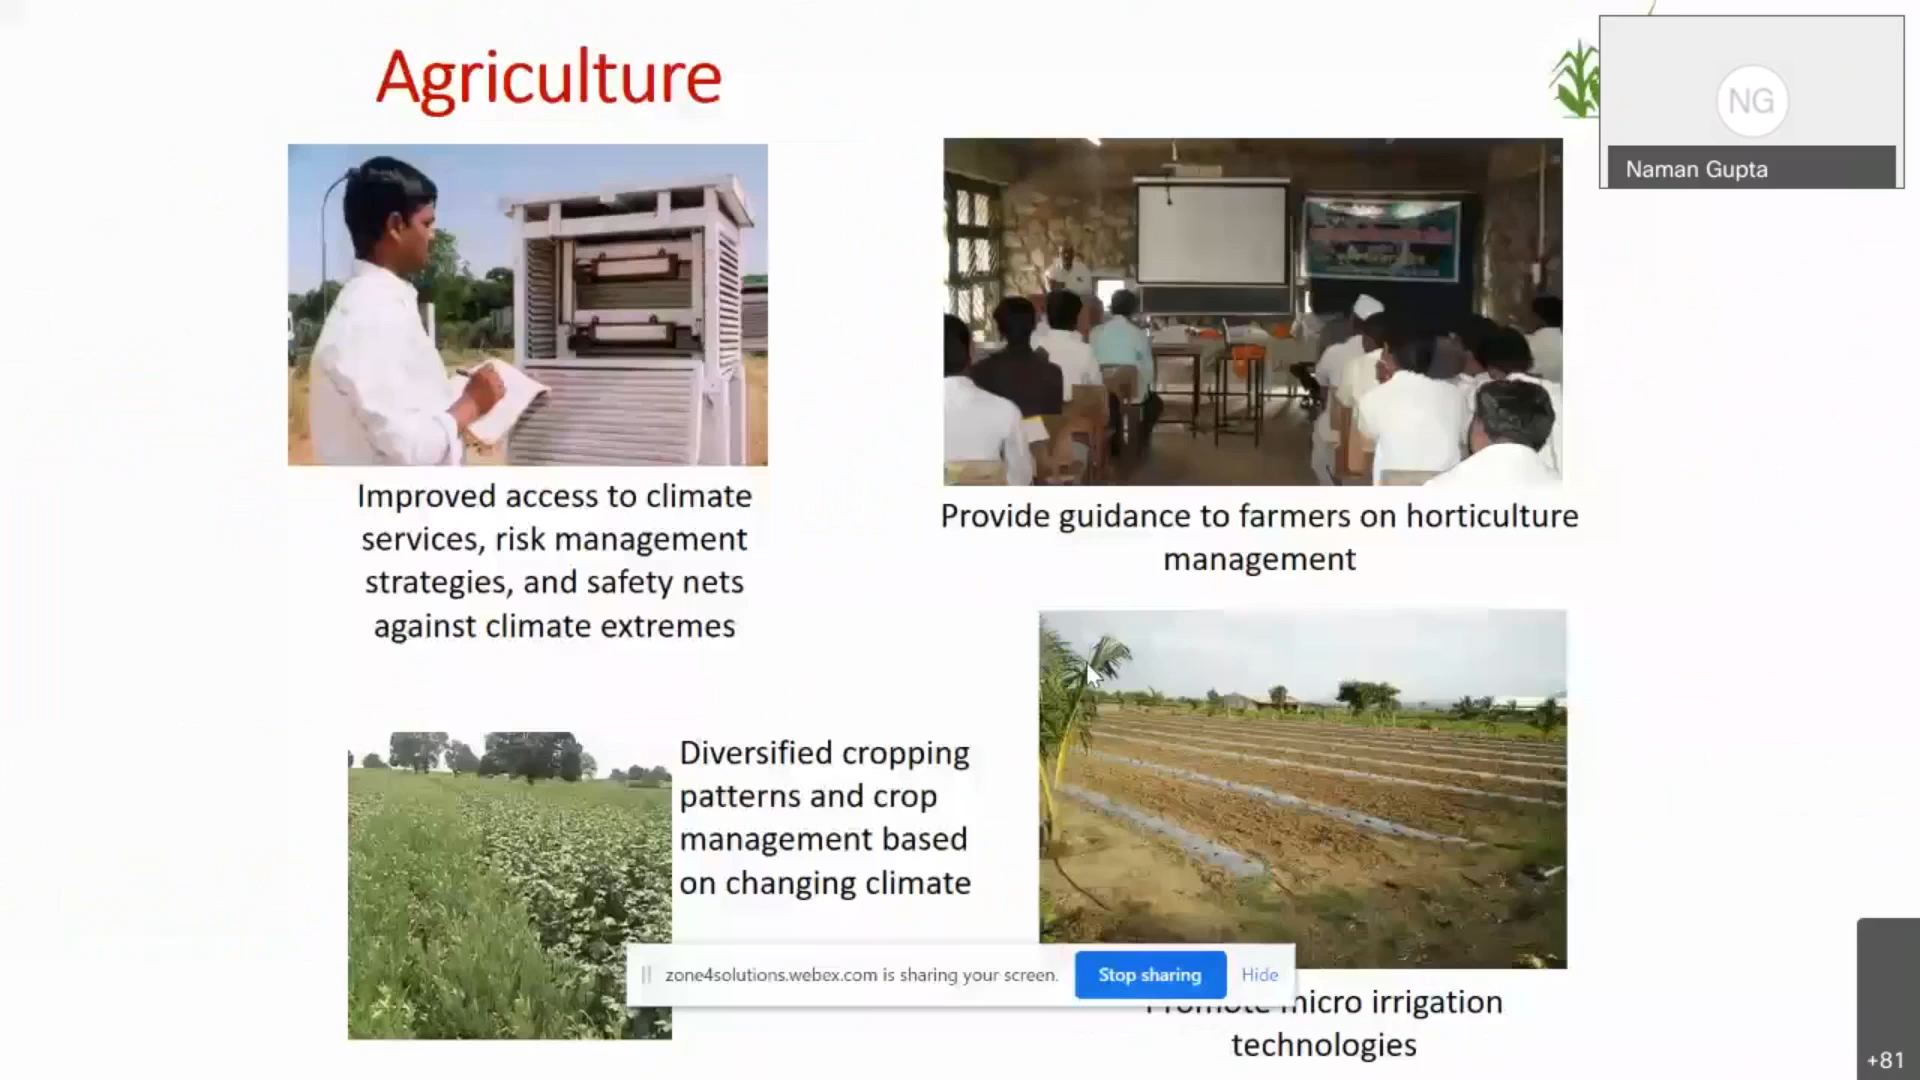 Agriculture
NG
Naman Gupta
Improved access to climate
services, risk management
strategies, and safety nets
against climate extremes
Provide guidance to farmers on horticulture
management
Diversified cropping
patterns and crop
management based
on changing climate
zone4solutions.webex.com is sharing your screen.
Stop sharing
Hide
Promote micro irrigation
technologies
+81